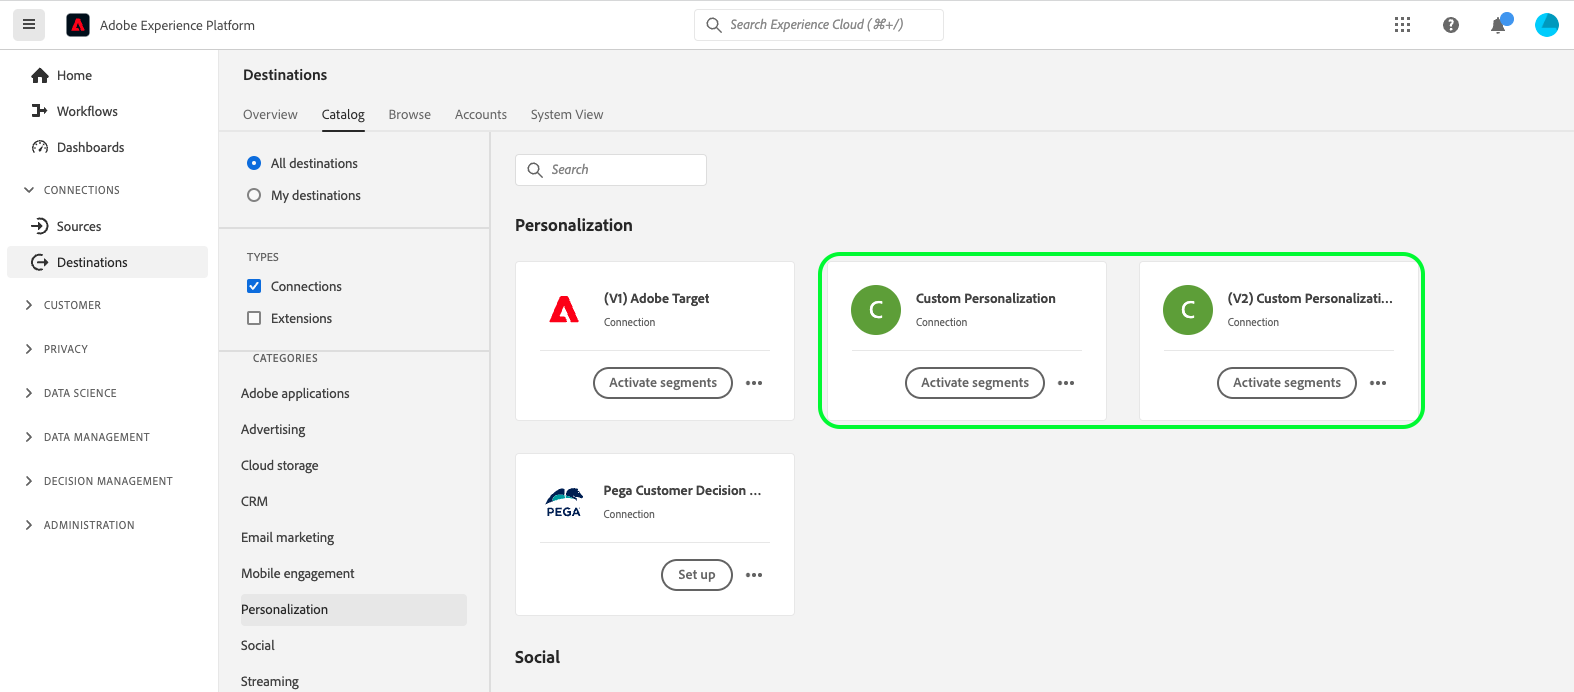 Adobe Experience Platform
Search Experience Cloud (⌘+/)
Home
Workflows
Dashboards
CONNECTIONS
Sources
Destinations
CUSTOMER
PRIVACY
DATA SCIENCE
DATA MANAGEMENT
DECISION MANAGEMENT
ADMINISTRATION
Destinations
Overview Catalog Browse Accounts System View
All destinations
My destinations
TYPES
Connections
Extensions
CATEGORIES
Adobe applications
Advertising
Cloud storage
CRM
Email marketing
Mobile engagement
Personalization
Social
Streaming
Search
Personalization
(V1) Adobe Target
Connection
Activate segments
C
Custom Personalization
Connection
Activate segments
C
(V2) Custom Personalizati...
Connection
Activate segments
PEGA
Pega Customer Decision ...
Connection
Set up
Social